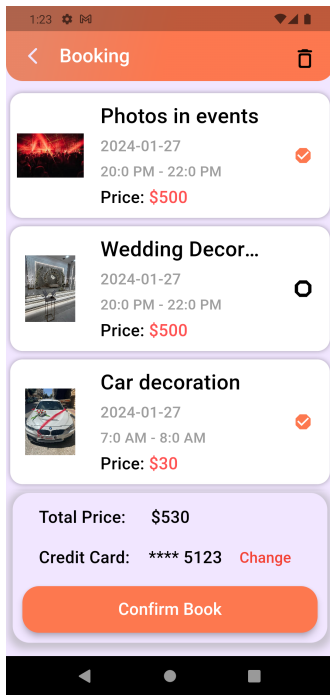 1:23
Booking
Photos in events
2024-01-27
20:0 PM - 22:0 PM
Price: $500
Wedding Decor...
2024-01-27
20:0 PM - 22:0 PM
Price: $500
Car decoration
2024-01-27
7:0 AM - 8:0 AM
Price: $30
Total Price: $530
Credit Card: **** 5123 Change
Confirm Book